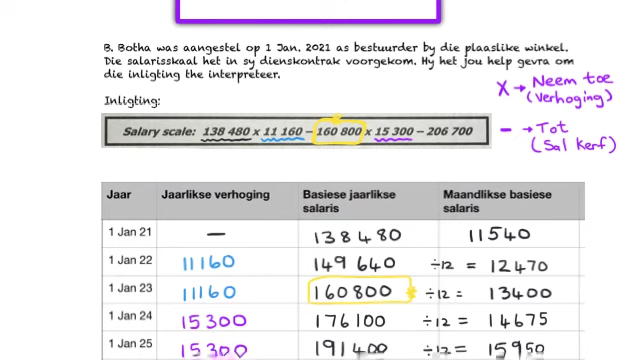 B. Botha was aangestel op 1 Jan. 2021 as bestuurder by die plaaslike winkel.
Die salarisskaal het in sy dienskontrak voorgekom. Hy het jou help gevra om
die inligting the interpreteer.
Inligting:
X → Neem toe
(Verhoging)
Salary scale: 138 480 x 11 160 – 160 800 x 15 300 – 206 700
- → Tot
(Sal kerf)
Jaar Jaarlikse verhoging Basiese jaarlikse salaris Maandlikse basiese salaris
1 Jan 21 – 138480 11540
1 Jan 22 11160 149 640 ÷12 = 12470
1 Jan 23 11160 160800 ÷12 = 13400
1 Jan 24 15300 176100 ÷12 = 14675
1 Jan 25 15300 191400 ÷12 = 15950